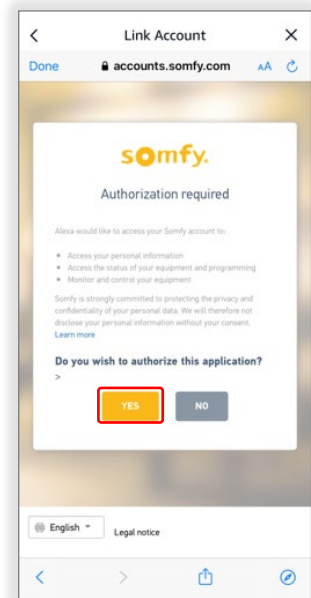 Link Account
Done accounts.somfy.com AA
somfy.
Authorization required
Alexa would like to access your Somfy account to:
Access your personal information
Access the status of your equipment and programming
Monitor and control your equipment
Somfy is strongly committed to protecting the privacy and
confidentiality of your personal data. We will therefore not
disclose your personal information without your consent.
Learn more
Do you wish to authorize this application?
>
YES NO
English Legal notice